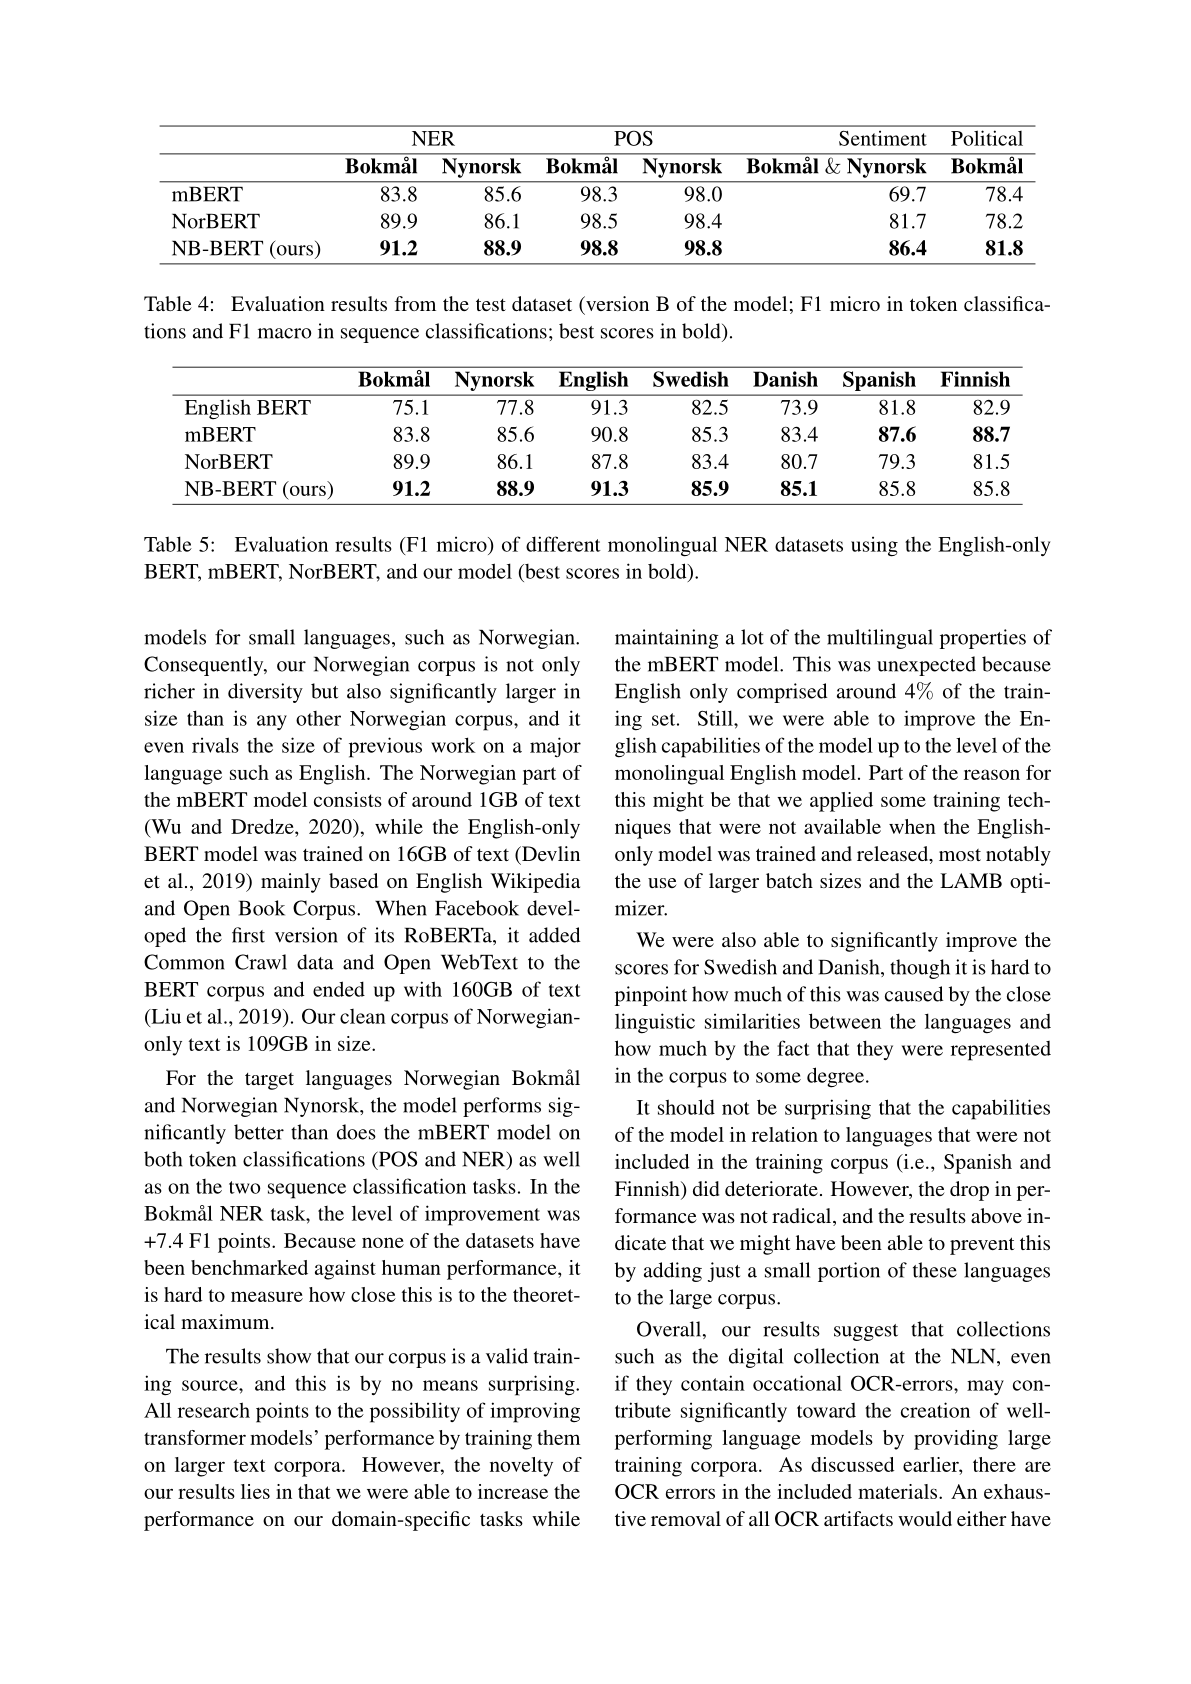 NER POS Sentiment Political
Bokmål Nynorsk Bokmål Nynorsk Bokmål & Nynorsk Bokmål
mBERT 83.8 85.6 98.3 98.0 69.7 78.4
NorBERT 89.9 86.1 98.5 98.4 81.7 78.2
NB-BERT (ours) 91.2 88.9 98.8 98.8 86.4 81.8
Table 4: Evaluation results from the test dataset (version B of the model; F1 micro in token classifica-
tions and F1 macro in sequence classifications; best scores in bold).
Bokmål Nynorsk English Swedish Danish Spanish Finnish
English BERT 75.1 77.8 91.3 82.5 73.9 81.8 82.9
mBERT 83.8 85.6 90.8 85.3 83.4 87.6 88.7
NorBERT 89.9 86.1 87.8 83.4 80.7 79.3 81.5
NB-BERT (ours) 91.2 88.9 91.3 85.9 85.1 85.8 85.8
Table 5: Evaluation results (F1 micro) of different monolingual NER datasets using the English-only
BERT, mBERT, NorBERT, and our model (best scores in bold).
models for small languages, such as Norwegian.
Consequently, our Norwegian corpus is not only
richer in diversity but also significantly larger in
size than is any other Norwegian corpus, and it
even rivals the size of previous work on a major
language such as English. The Norwegian part of
the mBERT model consists of around 1GB of text
(Wu and Dredze, 2020), while the English-only
BERT model was trained on 16GB of text (Devlin
et al., 2019) mainly based on English Wikipedia
and Open Book Corpus. When Facebook devel-
oped the first version of its RoBERTa, it added
Common Crawl data and Open WebText to the
BERT corpus and ended up with 160GB of text
(Liu et al., 2019). Our clean corpus of Norwegian-
only text is 109GB in size.
For the target languages Norwegian Bokmål
and Norwegian Nynorsk, the model performs sig-
nificantly better than does the mBERT model on
both token classifications (POS and NER) as well
as on the two sequence classification tasks. In the
Bokmål NER task, the level of improvement was
+7.4 F1 points. Because none of the datasets have
been benchmarked against human performance, it
is hard to measure how close this is to the theoret-
ical maximum.
The results show that our corpus is a valid train-
ing source, and this is by no means surprising.
All research points to the possibility of improving
transformer models' performance by training them
on larger text corpora. However, the novelty of
our results lies in that we were able to increase the
performance on our domain-specific tasks while
maintaining a lot of the multilingual properties of
the mBERT model. This was unexpected because
English only comprised around 4% of the train-
ing set. Still, we were able to improve the En-
glish capabilities of the model up to the level of the
monolingual English model. Part of the reason for
this might be that we applied some training tech-
niques that were not available when the English-
only model was trained and released, most notably
the use of larger batch sizes and the LAMB opti-
mizer.
We were also able to significantly improve the
scores for Swedish and Danish, though it is hard to
pinpoint how much of this was caused by the close
linguistic similarities between the languages and
how much by the fact that they were represented
in the corpus to some degree.
It should not be surprising that the capabilities
of the model in relation to languages that were not
included in the training corpus (i.e., Spanish and
Finnish) did deteriorate. However, the drop in per-
formance was not radical, and the results above in-
dicate that we might have been able to prevent this
by adding just a small portion of these languages
to the large corpus.
Overall, our results suggest that collections
such as the digital collection at the NLN, even
if they contain occational OCR-errors, may con-
tribute significantly toward the creation of well-
performing language models by providing large
training corpora. As discussed earlier, there are
OCR errors in the included materials. An exhaus-
tive removal of all OCR artifacts would either have